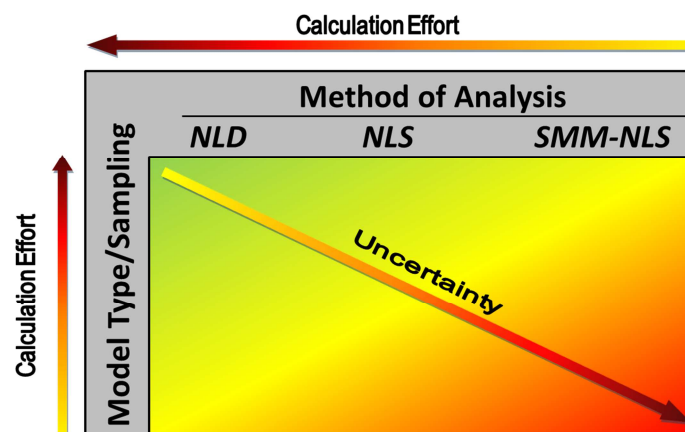 Calculation Effort
Method of Analysis
NLD NLS SMM-NLS
Calculation Effort
Model Type/Sampling
Uncertainty